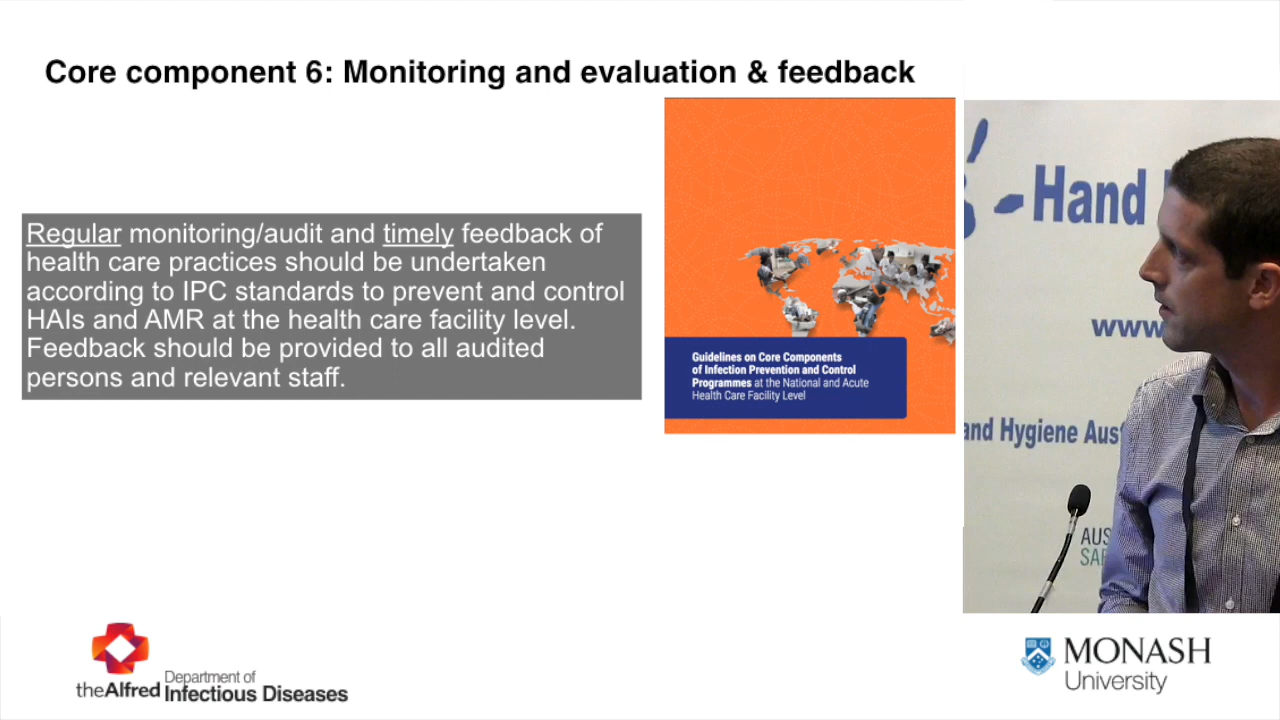 Core component 6: Monitoring and evaluation & feedback
Regular monitoring/audit and timely feedback of
health care practices should be undertaken
according to IPC standards to prevent and control
HAIs and AMR at the health care facility level.
Feedback should be provided to all audited
persons and relevant staff.
Guidelines on Core Components
of Infection Prevention and Control
Programmes at the National and Acute
Health Care Facility Level
Hand
www.
and Hygiene Aus
AUS
SAF
theAlfred
Department of
Infectious Diseases
MONASH
University